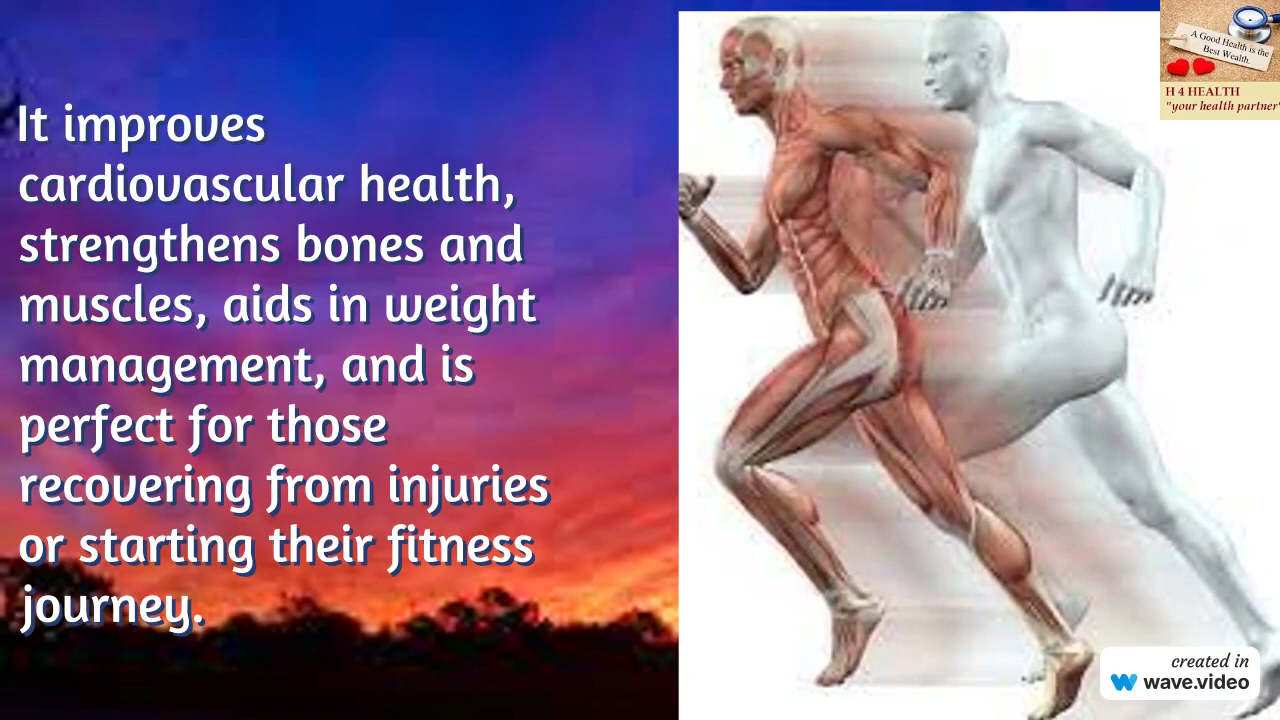 It improves
cardiovascular health,
strengthens bones and
muscles, aids in weight
management, and is
perfect for those
recovering from injuries
or starting their fitness
journey.
A Good Health is the
Best Wealth.
H 4 HEALTH
"your health partner"
created in
wave.video